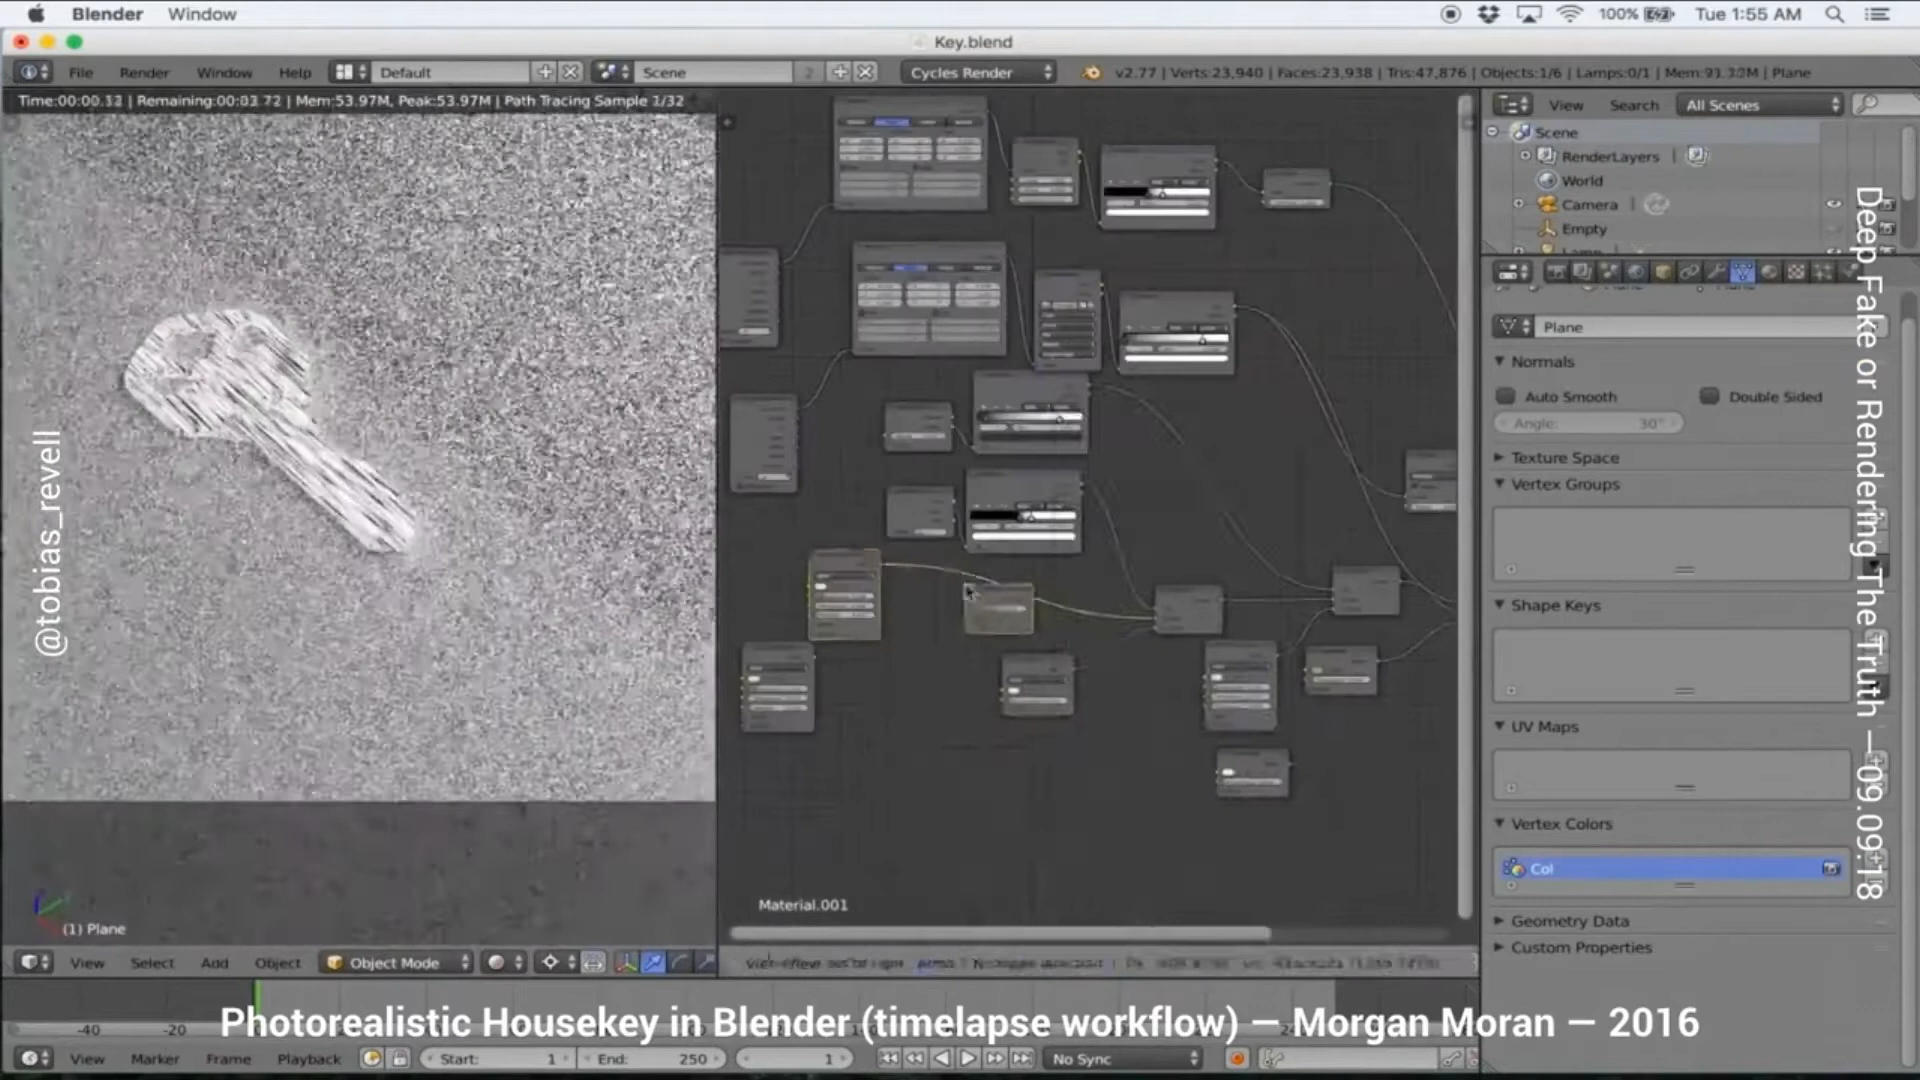 Blender Window 100% Tue 1:55 AM
Key.blend
File Render Window Help Default Scene 2 Cycles Render v2.77 | Verts:23,940 | Faces:23,938 | Tris:47,876 | Objects:1/6 | Lamps:0/1 | Mem:91.32M | Plane
Time:00:00.12 | Remaining:00:03.72 | Mem:53.97M, Peak:53.97M | Path Tracing Sample 1/32
View Search All Scenes
Scene
RenderLayers
World
Camera
Empty
Lamp
Plane
Normals
Auto Smooth Double Sided
Angle: 30°
Texture Space
Vertex Groups
Shape Keys
UV Maps
Vertex Colors
Col
Geometry Data
Custom Properties
@tobias_revell
Deep Fake or Rendering The Truth — 09.09.18
Material.001
(1) Plane
View Select Add Object Object Mode
-40 -20
Photorealistic Housekey in Blender (timelapse workflow) — Morgan Moran — 2016
View Marker Frame Playback Start: 1 End: 250 1 No Sync